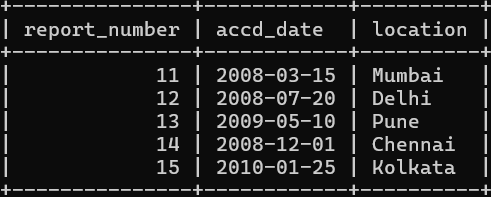 +---------------+------------+----------+
| report_number | accd_date  | location |
+---------------+------------+----------+
|            11 | 2008-03-15 | Mumbai   |
|            12 | 2008-07-20 | Delhi    |
|            13 | 2009-05-10 | Pune     |
|            14 | 2008-12-01 | Chennai  |
|            15 | 2010-01-25 | Kolkata  |
+---------------+------------+----------+